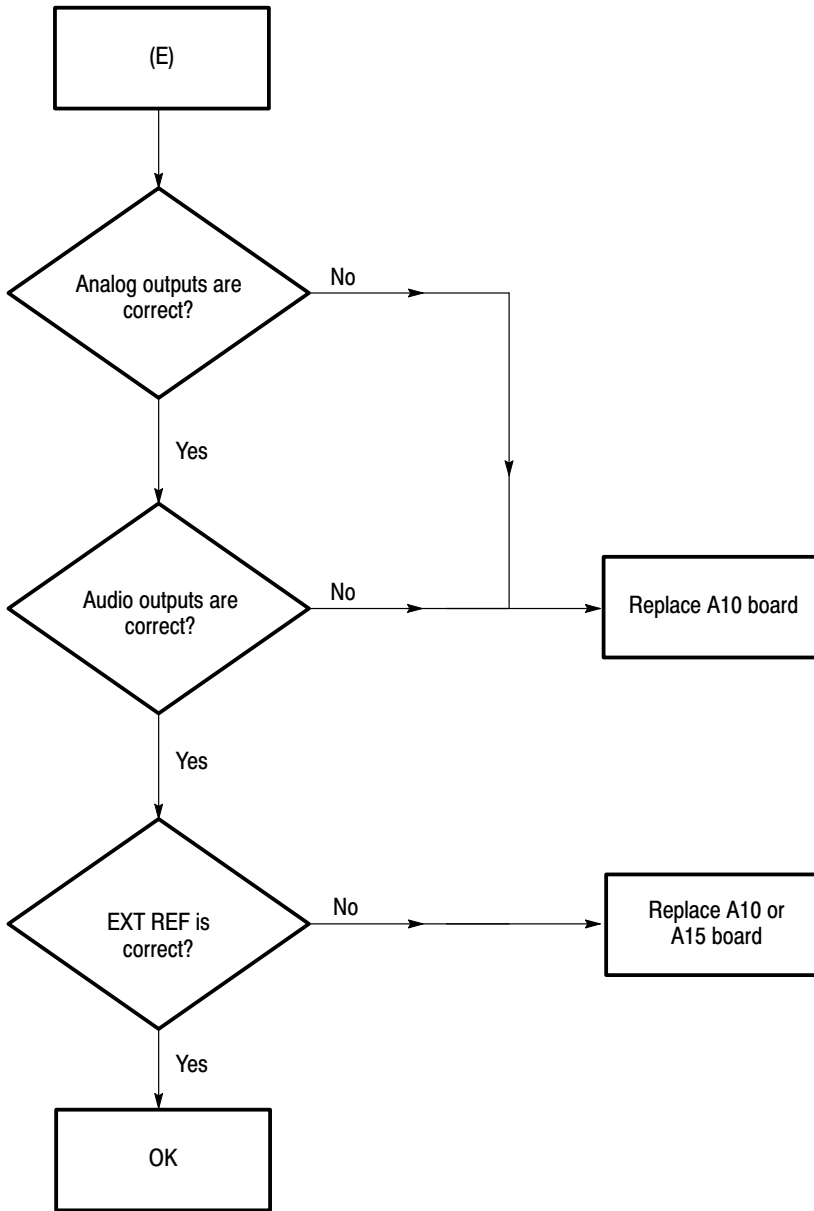 (E)
Analog outputs are
correct?
No
Yes
Audio outputs are
correct?
No
Replace A10 board
Yes
EXT REF is
correct?
No
Replace A10 or
A15 board
Yes
OK